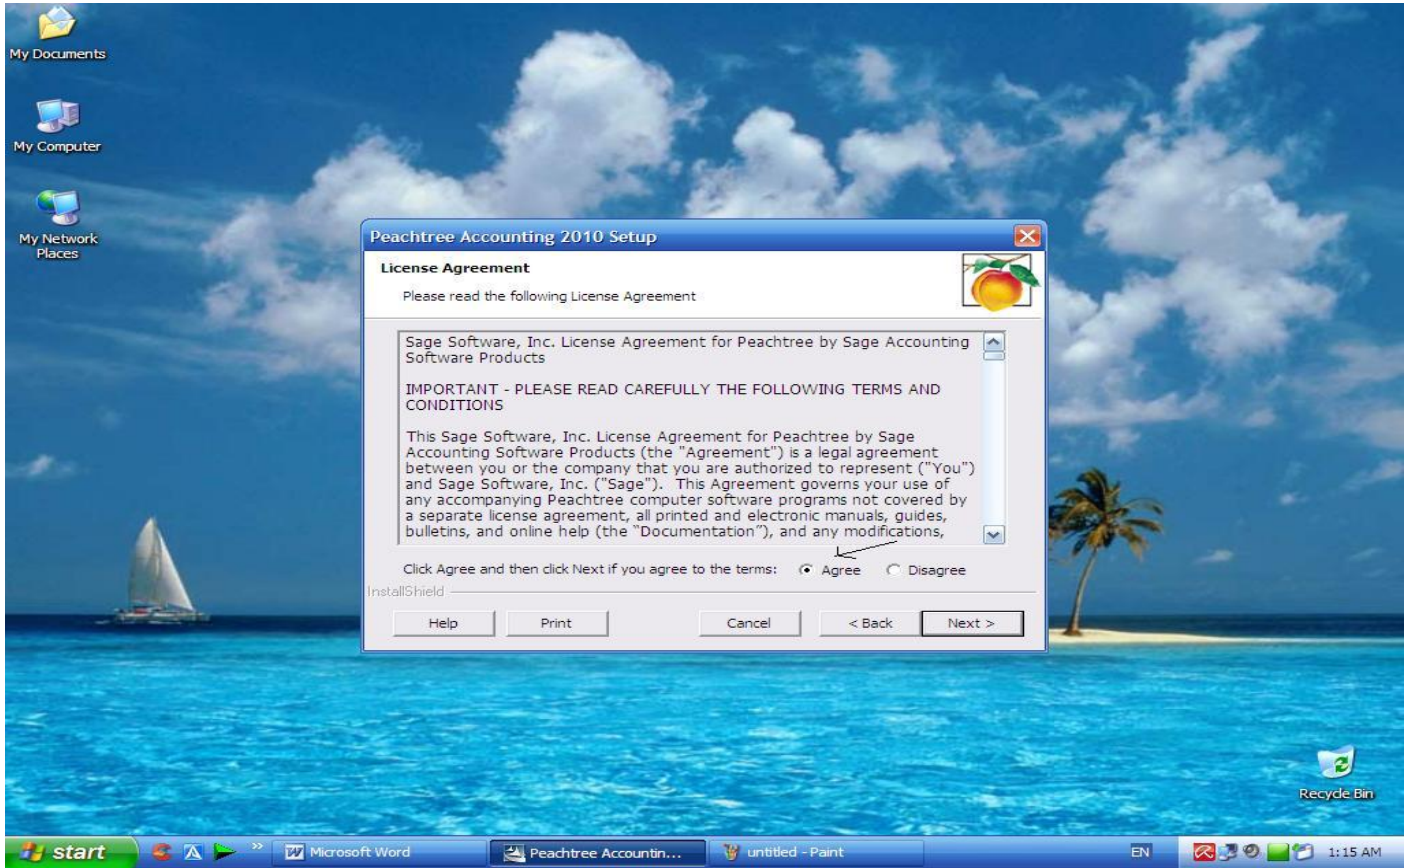 My Documents
My Computer
My Network
Places
Peachtree Accounting 2010 Setup
License Agreement
Please read the following License Agreement
Sage Software, Inc. License Agreement for Peachtree by Sage Accounting
Software Products
IMPORTANT - PLEASE READ CAREFULLY THE FOLLOWING TERMS AND
CONDITIONS
This Sage Software, Inc. License Agreement for Peachtree by Sage
Accounting Software Products (the "Agreement") is a legal agreement
between you or the company that you are authorized to represent ("You")
and Sage Software, Inc. ("Sage").  This Agreement governs your use of
any accompanying Peachtree computer software programs not covered by
a separate license agreement, all printed and electronic manuals, guides,
bulletins, and online help (the “Documentation”), and any modifications,
Click Agree and then click Next if you agree to the terms: Agree Disagree
InstallShield
Help Print Cancel < Back Next >
Recycle Bin
start » Microsoft Word Peachtree Accountin... untitled - Paint EN 1:15 AM